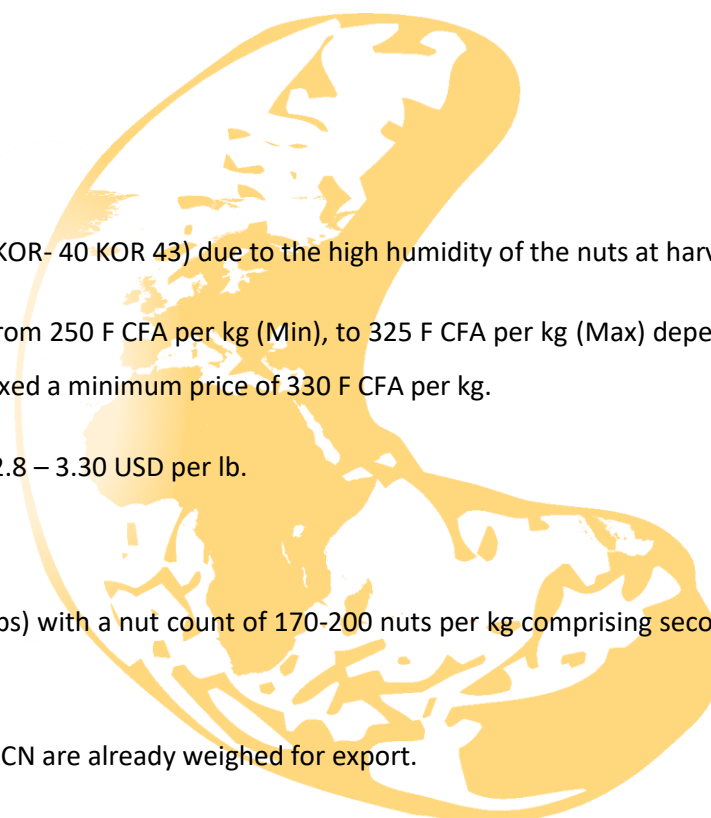 KOR- 40 KOR 43) due to the high humidity of the nuts at harv
rom 250 F CFA per kg (Min), to 325 F CFA per kg (Max) depe
xed a minimum price of 330 F CFA per kg.
2.8 – 3.30 USD per lb.
os) with a nut count of 170-200 nuts per kg comprising seco
CN are already weighed for export.